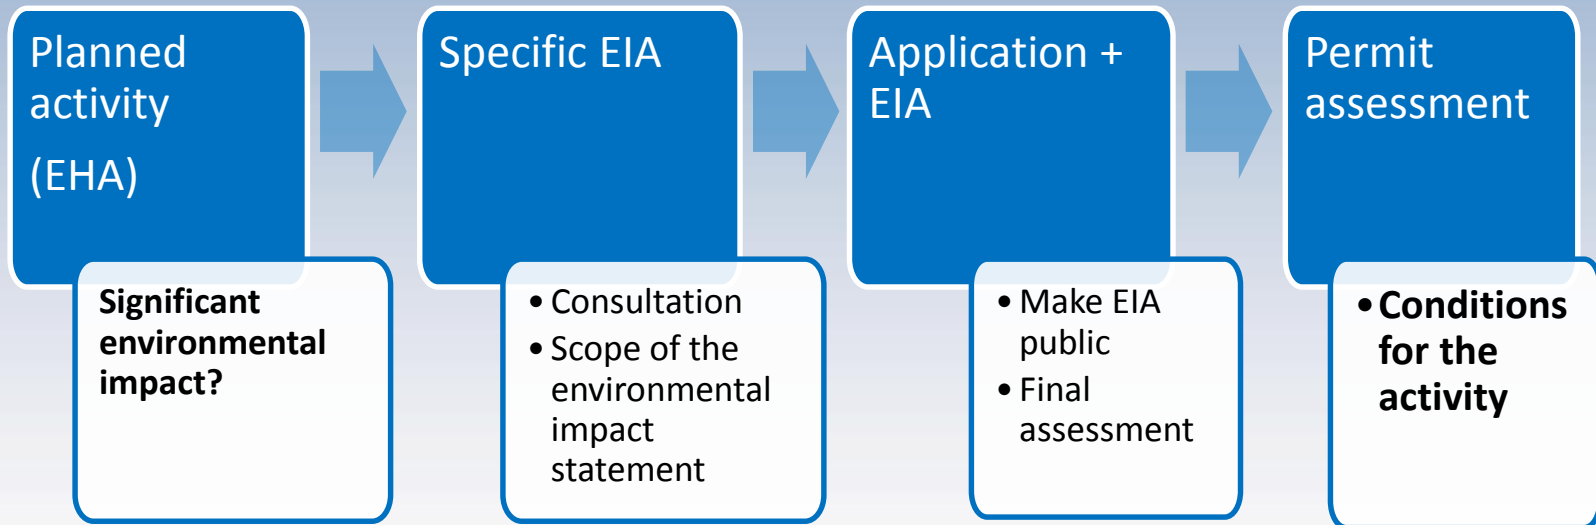 Planned
activity
(EHA)
Significant
environmental
impact?
Specific EIA
• Consultation
• Scope of the
environmental
impact
statement
Application +
EIA
• Make EIA
public
• Final
assessment
Permit
assessment
• Conditions
for the
activity